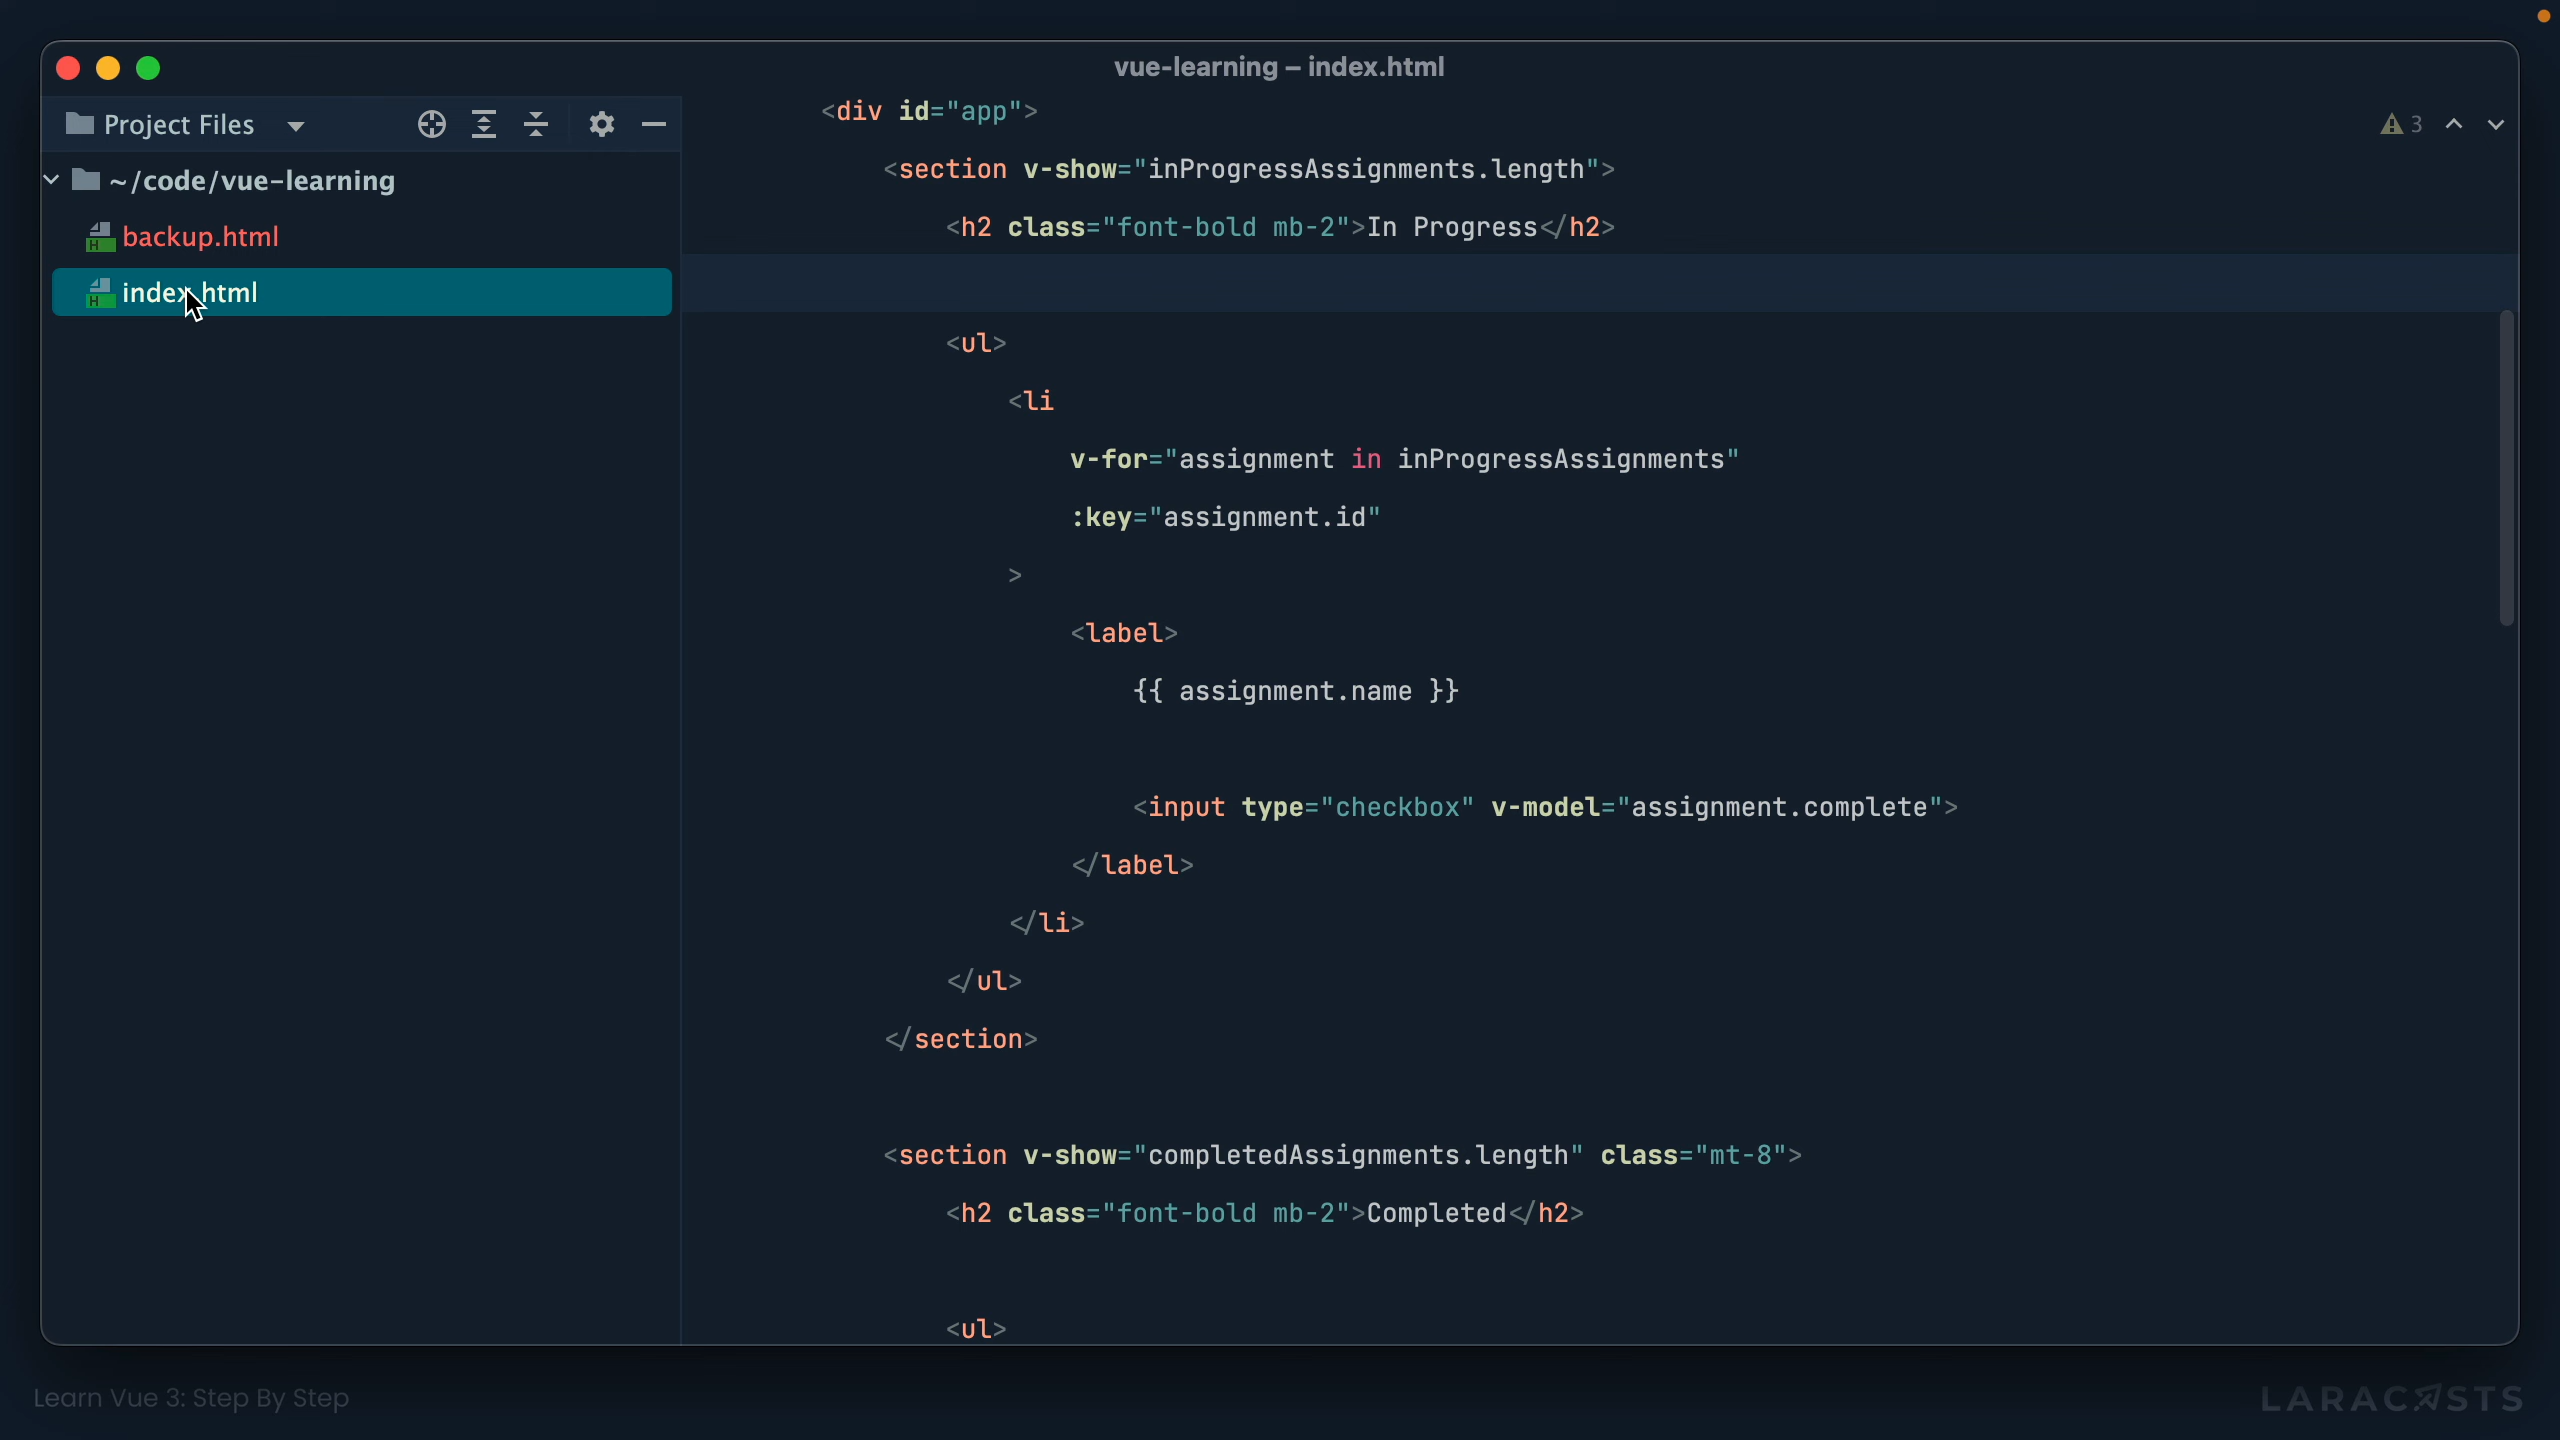 vue-learning – index.html
Project Files
~/code/vue-learning
backup.html
index.html
3
<div id="app">
<section v-show="inProgressAssignments.length">
<h2 class="font-bold mb-2">In Progress</h2>
<ul>
<li
v-for="assignment in inProgressAssignments"
:key="assignment.id"
>
<label>
{{ assignment.name }}
<input type="checkbox" v-model="assignment.complete">
</label>
</li>
</ul>
</section>
<section v-show="completedAssignments.length" class="mt-8">
<h2 class="font-bold mb-2">Completed</h2>
<ul>
Learn Vue 3: Step By Step
LARACASTS